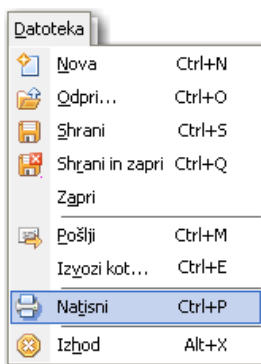 Datoteka
Nova Ctrl+N
Odpri... Ctrl+O
Shrani Ctrl+S
Shrani in zapri Ctrl+Q
Zapri
Pošlji Ctrl+M
Izvozi kot... Ctrl+E
Natisni Ctrl+P
Izhod Alt+X